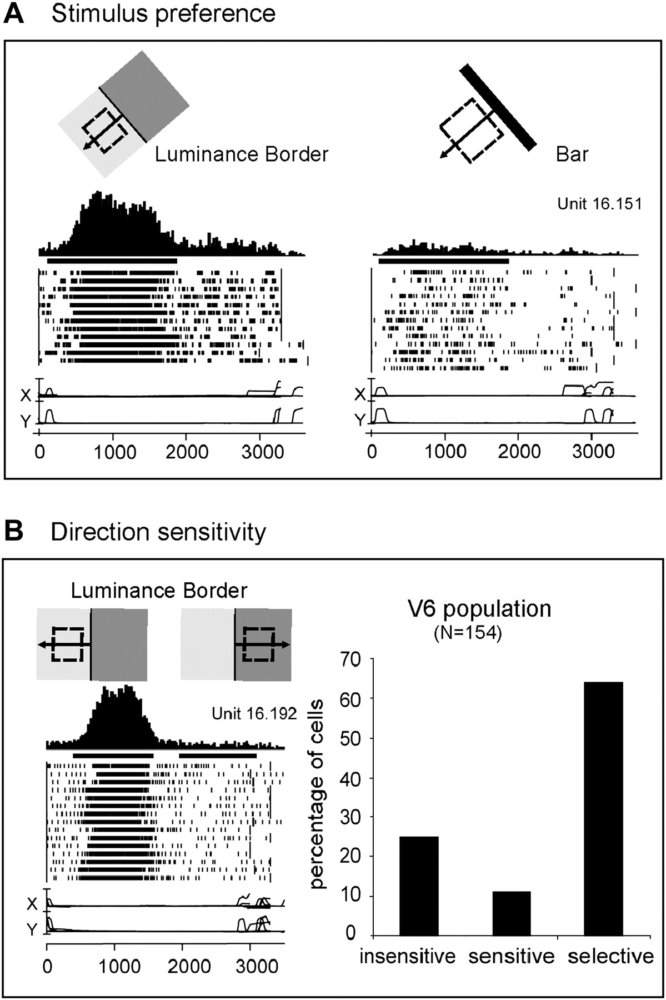 A Stimulus preference
Luminance Border
Bar
Unit 16.151
X
Y
0 1000 2000 3000
X
Y
0 1000 2000 3000
B Direction sensitivity
Luminance Border
Unit 16.192
X
Y
0 1000 2000 3000
V6 population
(N=154)
percentage of cells
70
60
50
40
30
20
10
0
insensitive sensitive selective